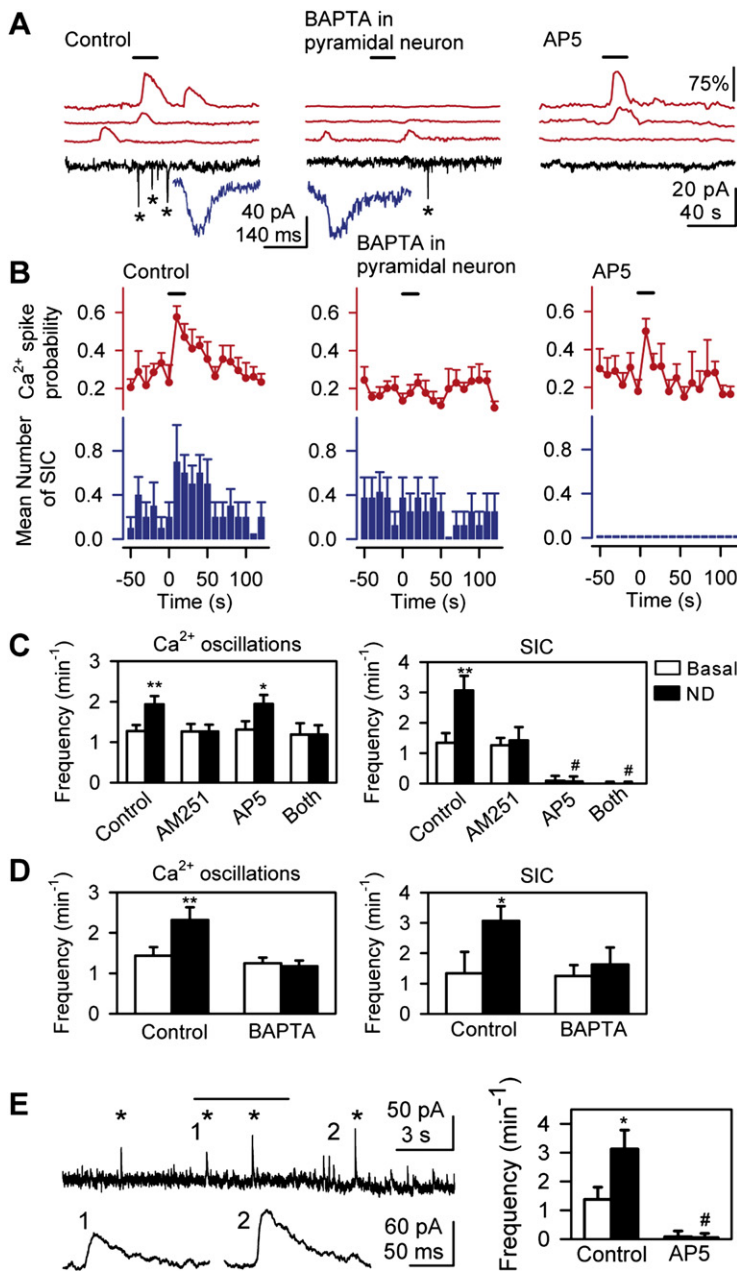 A
Control
BAPTA in
pyramidal neuron
AP5
75%
* * *
*
40 pA
140 ms
20 pA
40 s
B
Control
BAPTA in
pyramidal neuron
AP5
Ca2+ spike
probability
0.6
0.4
0.2
0.6
0.4
0.2
0.6
0.4
0.2
Mean Number
of SIC
0.8
0.4
0.0
0.8
0.4
0.0
0.8
0.4
0.0
-50 0 50 100
-50 0 50 100
-50 0 50 100
Time (s)
Time (s)
Time (s)
C
Ca2+ oscillations
SIC
Frequency (min-1)
3
2
1
0
** *
Control AM251 AP5 Both
Frequency (min-1)
4
3
2
1
0
** # #
Control AM251 AP5 Both
Basal
ND
D
Ca2+ oscillations
SIC
Frequency (min-1)
3
2
1
0
**
Control BAPTA
Frequency (min-1)
4
3
2
1
0
*
Control BAPTA
E
* * * *
1 2
50 pA
3 s
1 2
60 pA
50 ms
Frequency (min-1)
4
3
2
1
0
* #
Control AP5